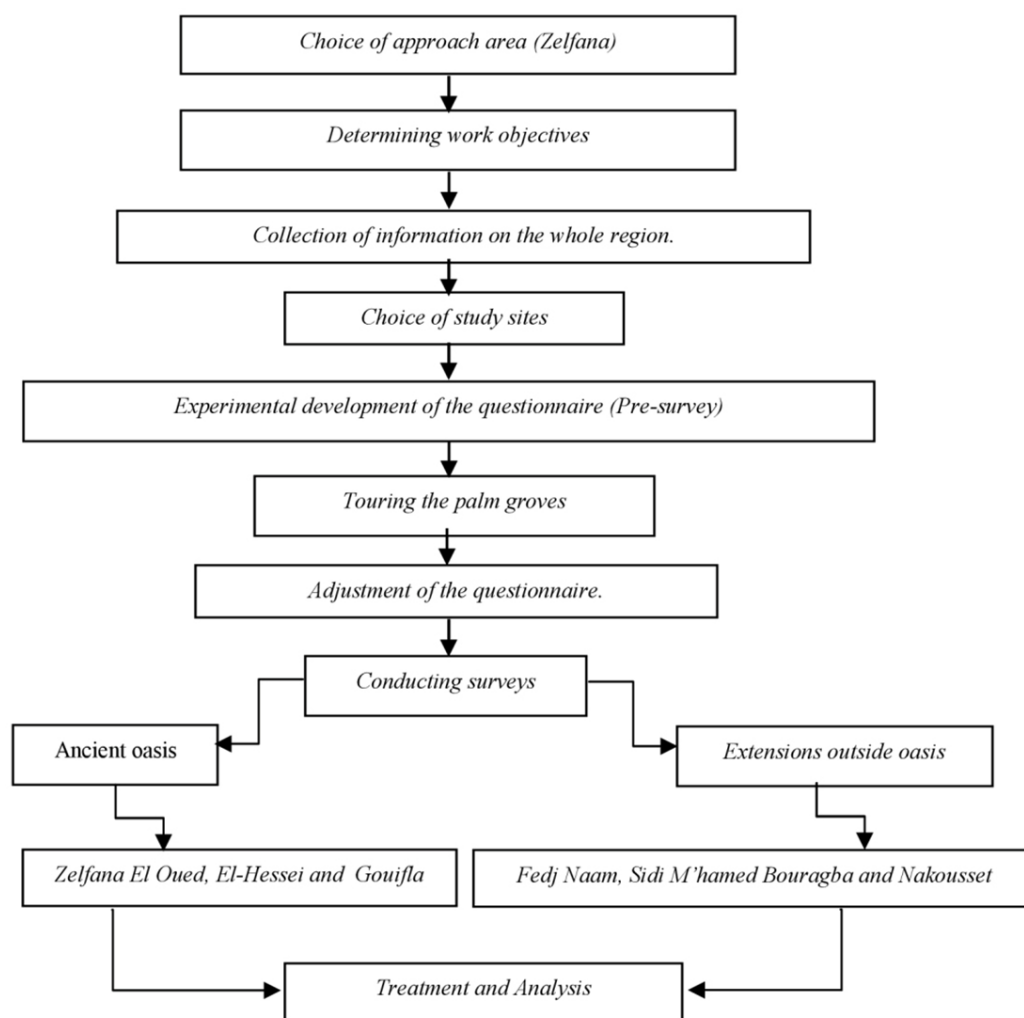 Choice of approach area (Zelfana)
Determining work objectives
Collection of information on the whole region.
Choice of study sites
Experimental development of the questionnaire (Pre-survey)
Touring the palm groves
Adjustment of the questionnaire.
Conducting surveys
Ancient oasis
Extensions outside oasis
Zelfana El Oued, El-Hessei and Gouifla
Fedj Naam, Sidi M’hamed Bouragba and Nakousset
Treatment and Analysis